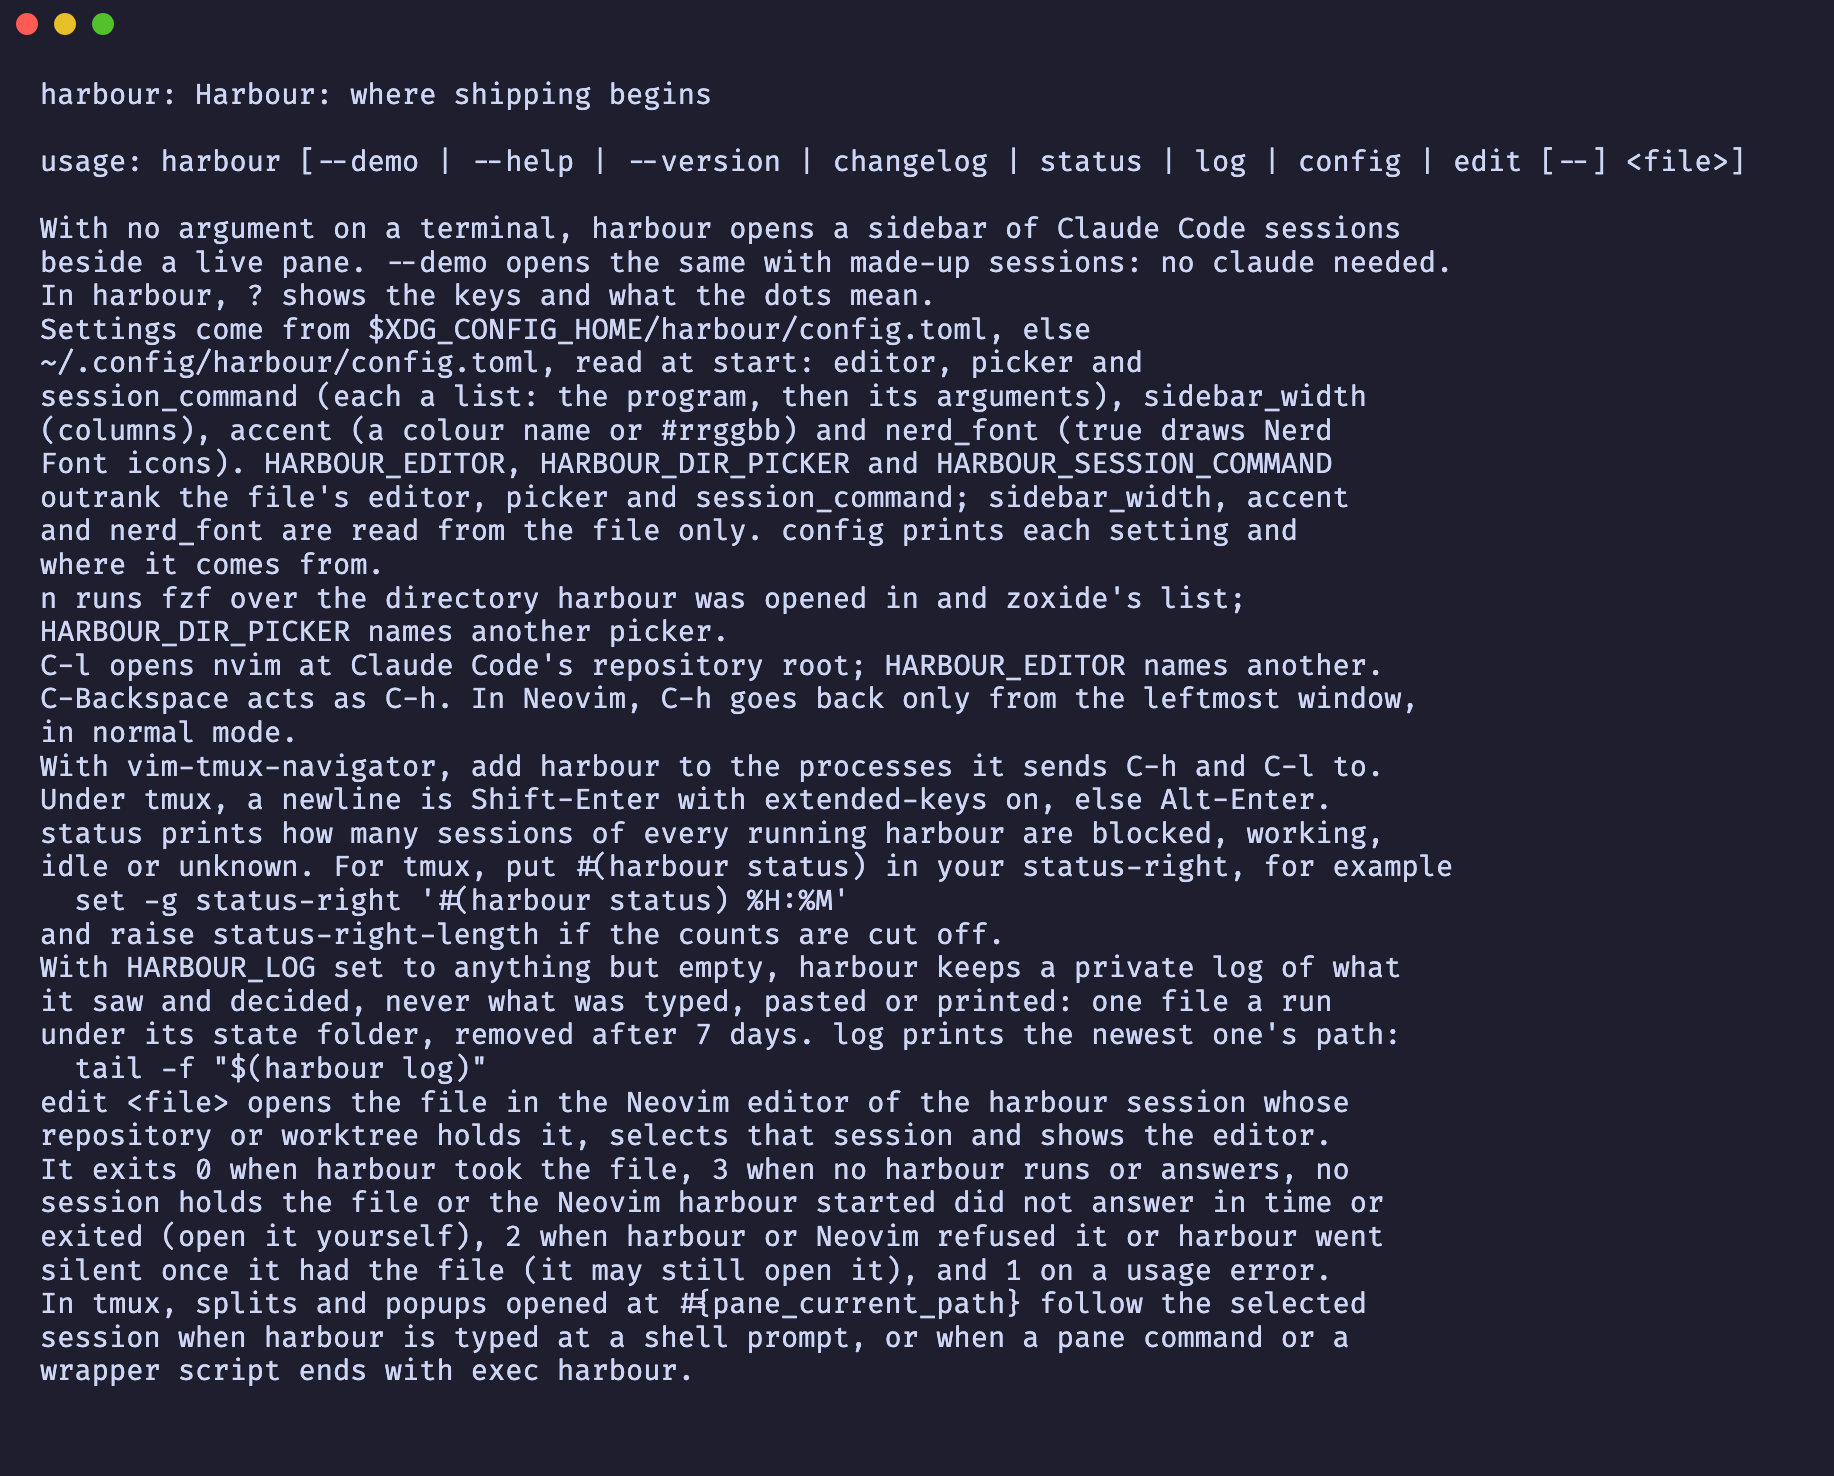 harbour: Harbour: where shipping begins
usage: harbour [--demo | --help | --version | changelog | status | log | config | edit [--] <file>]
With no argument on a terminal, harbour opens a sidebar of Claude Code sessions
beside a live pane. --demo opens the same with made-up sessions: no claude needed.
In harbour, ? shows the keys and what the dots mean.
Settings come from $XDG_CONFIG_HOME/harbour/config.toml, else
~/.config/harbour/config.toml, read at start: editor, picker and
session_command (each a list: the program, then its arguments), sidebar_width
(columns), accent (a colour name or #rrggbb) and nerd_font (true draws Nerd
Font icons). HARBOUR_EDITOR, HARBOUR_DIR_PICKER and HARBOUR_SESSION_COMMAND
outrank the file's editor, picker and session_command; sidebar_width, accent
and nerd_font are read from the file only. config prints each setting and
where it comes from.
n runs fzf over the directory harbour was opened in and zoxide's list;
HARBOUR_DIR_PICKER names another picker.
C-l opens nvim at Claude Code's repository root; HARBOUR_EDITOR names another.
C-Backspace acts as C-h. In Neovim, C-h goes back only from the leftmost window,
in normal mode.
With vim-tmux-navigator, add harbour to the processes it sends C-h and C-l to.
Under tmux, a newline is Shift-Enter with extended-keys on, else Alt-Enter.
status prints how many sessions of every running harbour are blocked, working,
idle or unknown. For tmux, put #(harbour status) in your status-right, for example
  set -g status-right '#(harbour status) %H:%M'
and raise status-right-length if the counts are cut off.
With HARBOUR_LOG set to anything but empty, harbour keeps a private log of what
it saw and decided, never what was typed, pasted or printed: one file a run
under its state folder, removed after 7 days. log prints the newest one's path:
  tail -f "$(harbour log)"
edit <file> opens the file in the Neovim editor of the harbour session whose
repository or worktree holds it, selects that session and shows the editor.
It exits 0 when harbour took the file, 3 when no harbour runs or answers, no
session holds the file or the Neovim harbour started did not answer in time or
exited (open it yourself), 2 when harbour or Neovim refused it or harbour went
silent once it had the file (it may still open it), and 1 on a usage error.
In tmux, splits and popups opened at #{pane_current_path} follow the selected
session when harbour is typed at a shell prompt, or when a pane command or a
wrapper script ends with exec harbour.